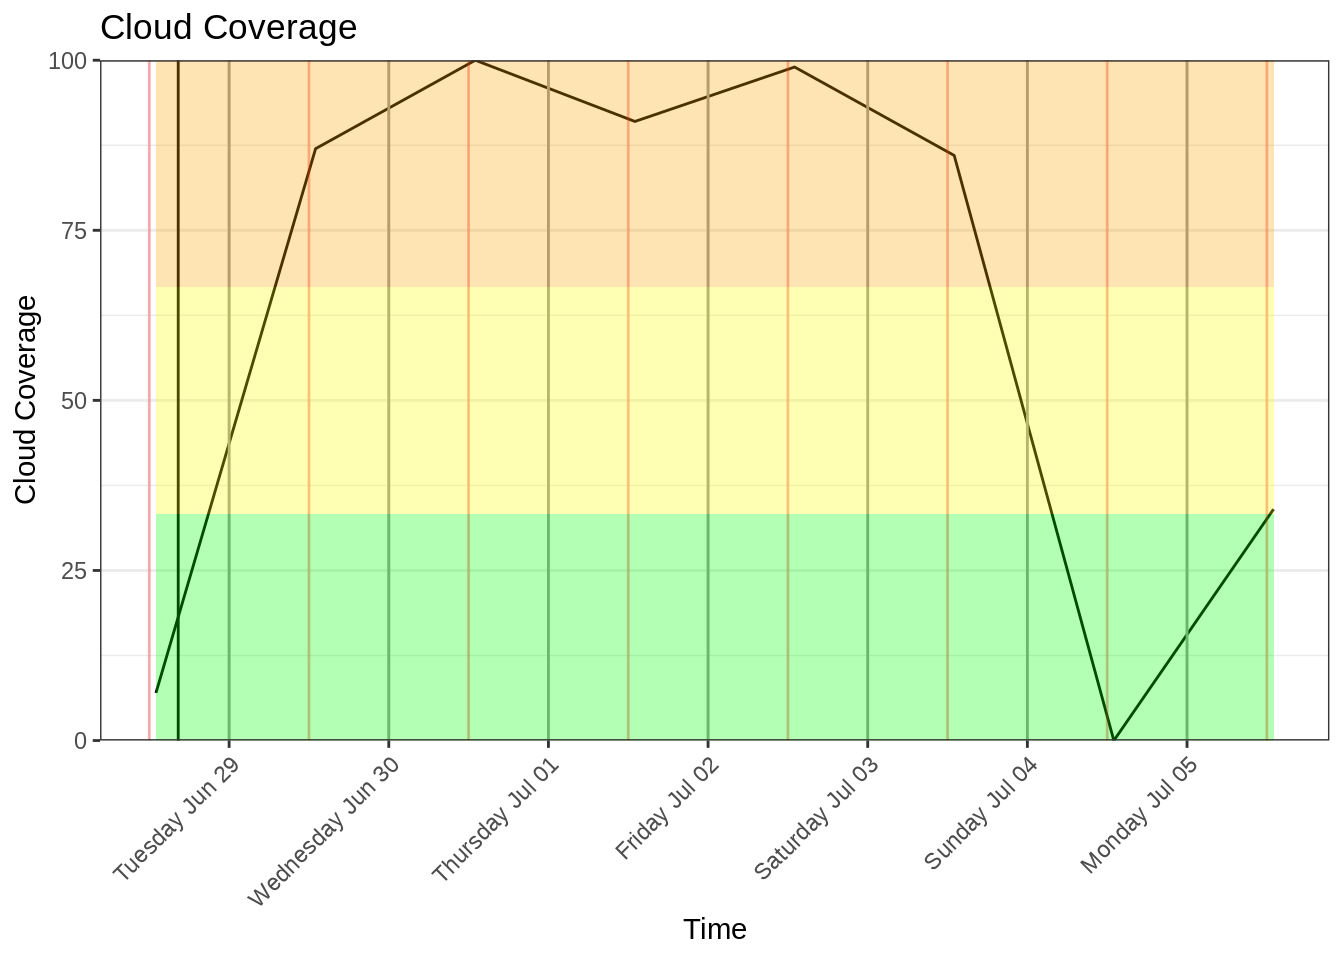 Cloud Coverage
100
75
50
25
0
Cloud Coverage
Tuesday Jun 29
Wednesday Jun 30
Thursday Jul 01
Friday Jul 02
Saturday Jul 03
Sunday Jul 04
Monday Jul 05
Time